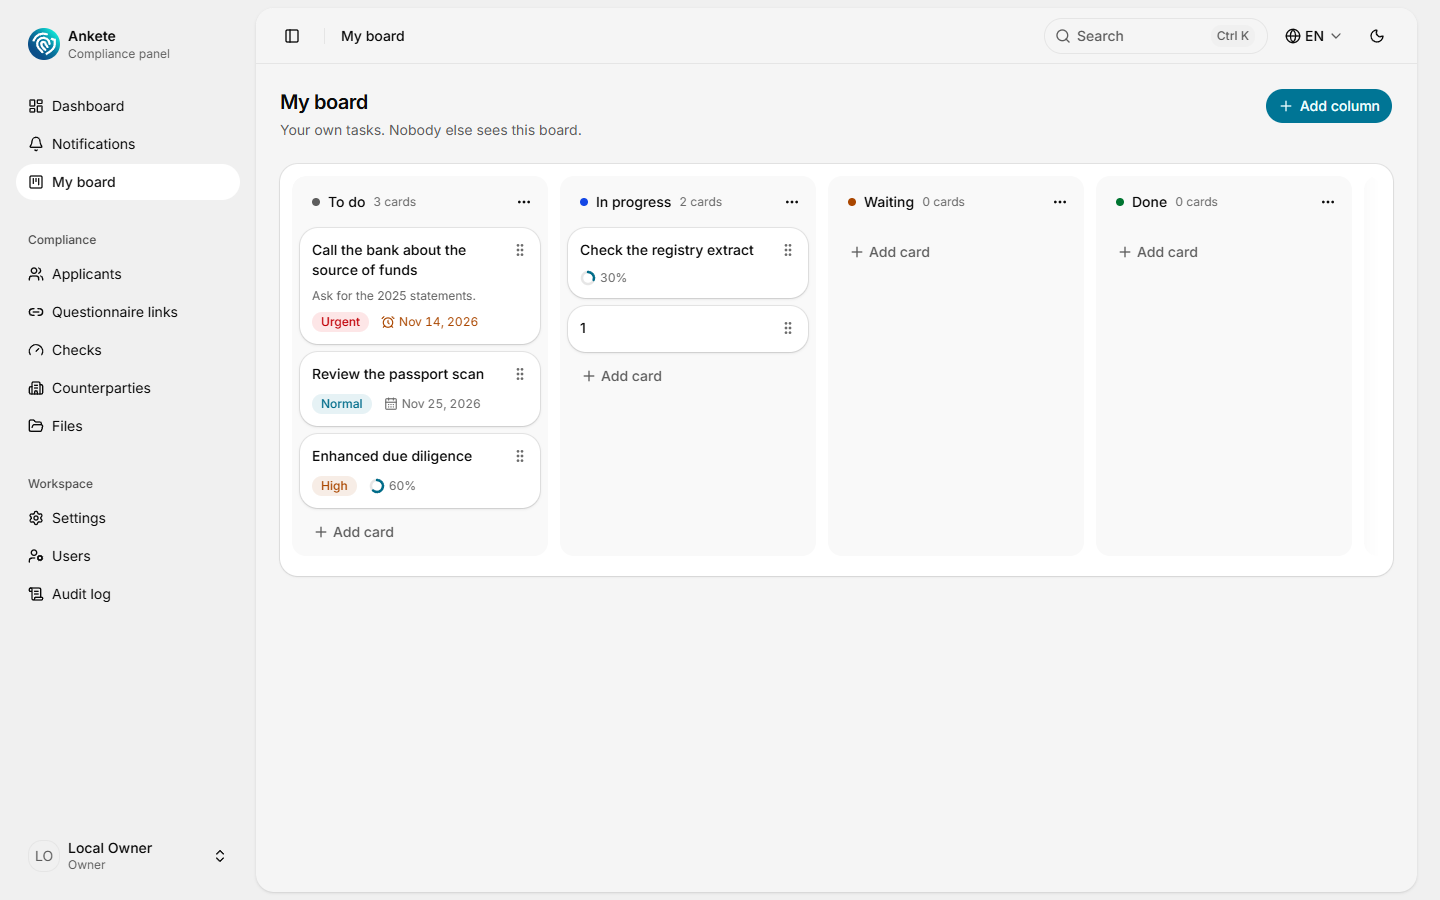 Ankete
Compliance panel
Dashboard
Notifications
My board
Compliance
Applicants
Questionnaire links
Checks
Counterparties
Files
Workspace
Settings
Users
Audit log
LO
Local Owner
Owner
My board
Search
Ctrl K
EN
My board
Your own tasks. Nobody else sees this board.
Add column
To do 3 cards
Call the bank about the
source of funds
Ask for the 2025 statements.
Urgent Nov 14, 2026
Review the passport scan
Normal Nov 25, 2026
Enhanced due diligence
High 60%
Add card
In progress 2 cards
Check the registry extract
30%
1
Add card
Waiting 0 cards
Add card
Done 0 cards
Add card